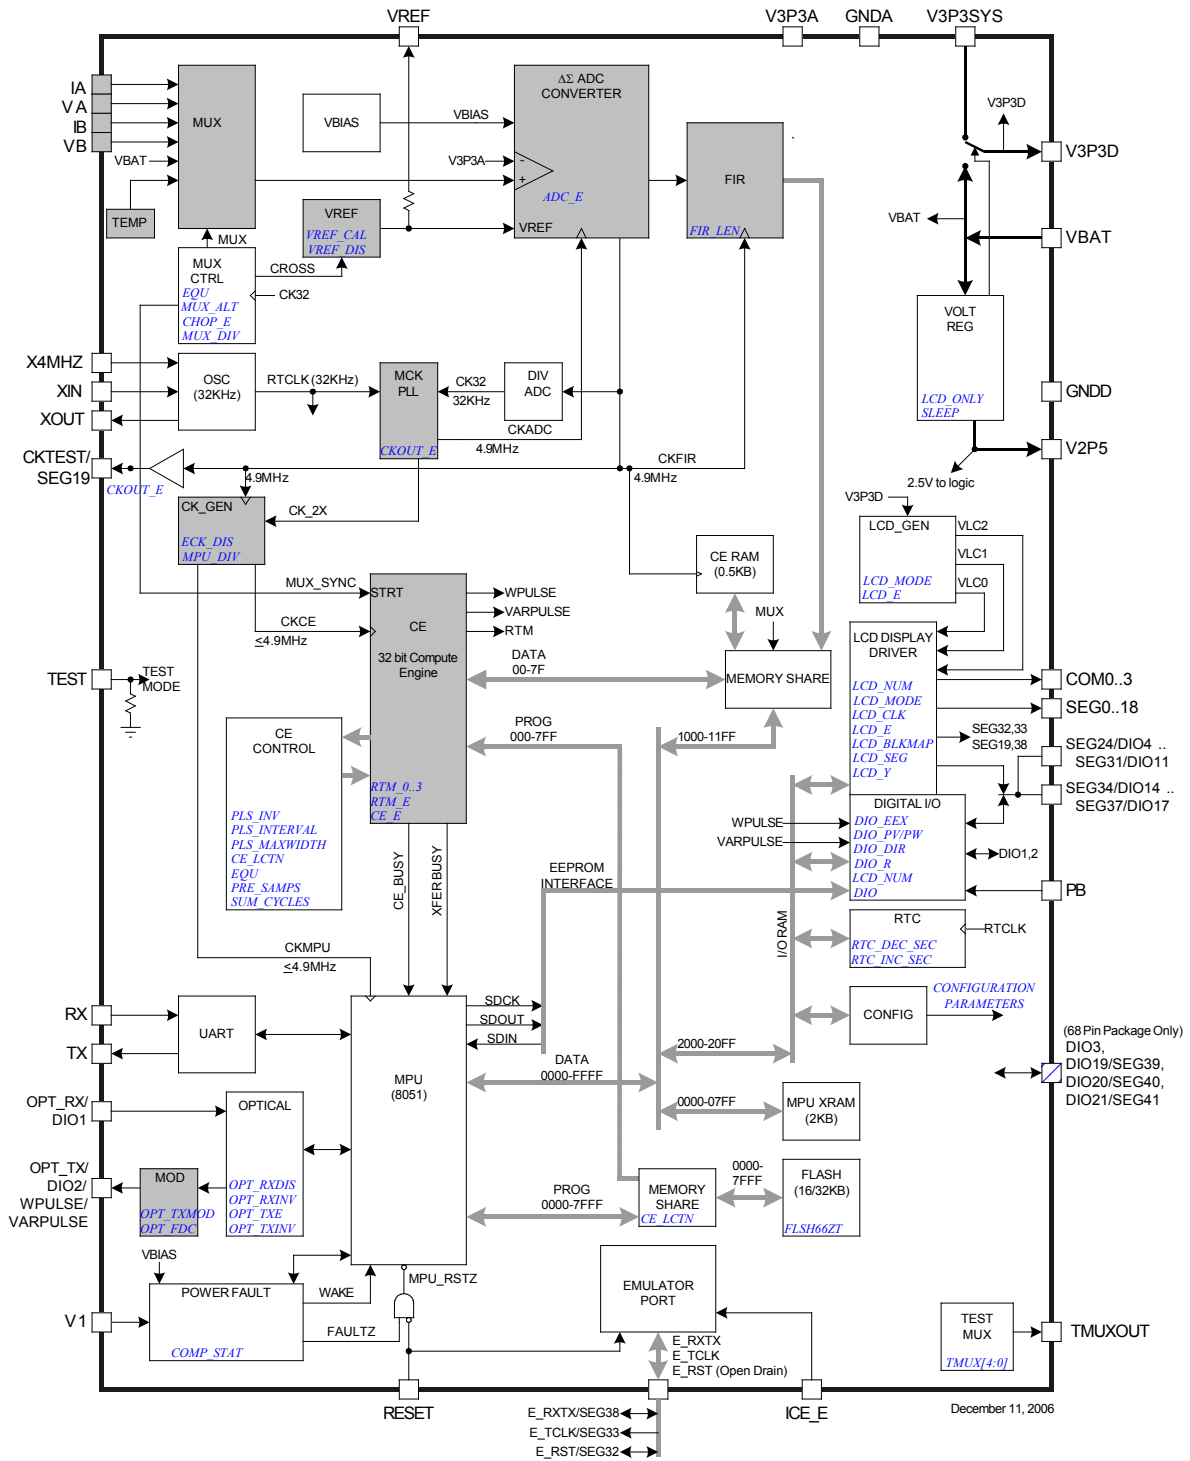 VREF
V3P3A
GNDA
V3P3SYS
IA
VA
IB
VB
VBAT
TEMP
MUX
VBIAS
VBIAS
V3P3A
ΔΣ ADC
CONVERTER
-
+
ADC_E
VREF
VREF
VREF_CAL
VREF_DIS
FIR
FIR_LEN
V3P3D
V3P3D
VBAT
VBAT
MUX
MUX
CTRL
EQU
MUX_ALT
CHOP_E
MUX_DIV
CROSS
CK32
VOLT
REG
LCD_ONLY
SLEEP
GNDD
X4MHZ
XIN
XOUT
OSC
(32KHz)
RTCLK (32KHz)
MCK
PLL
CKOUT_E
CK32
32KHz
DIV
ADC
CKADC
4.9MHz
V2P5
2.5V to logic
CKTEST/
SEG19
CKOUT_E
4.9MHz
CKFIR
4.9MHz
CK_GEN
ECK_DIS
MPU_DIV
CK_2X
V3P3D
LCD_GEN
LCD_MODE
LCD_E
VLC2
VLC1
VLC0
CE RAM
(0.5KB)
MUX_SYNC
STRT
CKCE
≤4.9MHz
CE
32 bit Compute
Engine
RTM_0..3
RTM_E
CE_E
WPULSE
VARPULSE
RTM
MUX
DATA
00-7F
MEMORY SHARE
PROG
000-7FF
1000-11FF
LCD DISPLAY
DRIVER
LCD_NUM
LCD_MODE
LCD_CLK
LCD_E
LCD_BLKMAP
LCD_SEG
LCD_Y
COM0..3
SEG0..18
SEG32,33
SEG19,38
SEG24/DIO4 ..
SEG31/DIO11
SEG34/DIO14 ..
SEG37/DIO17
TEST
TEST
MODE
CE
CONTROL
PLS_INV
PLS_INTERVAL
PLS_MAXWIDTH
CE_LCTN
EQU
PRE_SAMPS
SUM_CYCLES
CE_BUSY
XFER BUSY
WPULSE
VARPULSE
DIGITAL I/O
DIO_EEX
DIO_PV/PW
DIO_DIR
DIO_R
LCD_NUM
DIO
DIO1,2
PB
EEPROM
INTERFACE
I/O RAM
RTC
RTC_DEC_SEC
RTC_INC_SEC
RTCLK
CKMPU
≤4.9MHz
CONFIG
CONFIGURATION
PARAMETERS
RX
TX
UART
SDCK
SDOUT
SDIN
MPU
(8051)
DATA
0000-FFFF
2000-20FF
0000-07FF
MPU XRAM
(2KB)
(68 Pin Package Only)
DIO3,
DIO19/SEG39,
DIO20/SEG40,
DIO21/SEG41
OPT_RX/
DIO1
OPTICAL
OPT_RXDIS
OPT_RXINV
OPT_TXE
OPT_TXINV
OPT_TX/
DIO2/
WPULSE/
VARPULSE
MOD
OPT_TXMOD
OPT_FDC
PROG
0000-7FFF
MEMORY
SHARE
CE_LCTN
0000-
7FFF
FLASH
(16/32KB)
FLSH66ZT
VBIAS
V1
POWER FAULT
COMP_STAT
WAKE
FAULTZ
MPU_RSTZ
EMULATOR
PORT
E_RXTX
E_TCLK
E_RST (Open Drain)
TEST
MUX
TMUX[4:0]
TMUXOUT
RESET
ICE_E
December 11, 2006
E_RXTX/SEG38
E_TCLK/SEG33
E_RST/SEG32